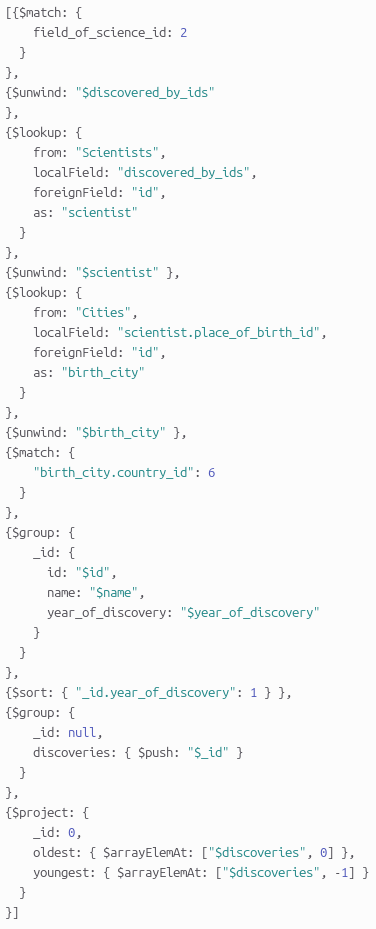 [{$match: {
    field_of_science_id: 2
  }
},
{$unwind: "$discovered_by_ids"
},
{$lookup: {
    from: "Scientists",
    localField: "discovered_by_ids",
    foreignField: "id",
    as: "scientist"
  }
},
{$unwind: "$scientist" },
{$lookup: {
    from: "Cities",
    localField: "scientist.place_of_birth_id",
    foreignField: "id",
    as: "birth_city"
  }
},
{$unwind: "$birth_city" },
{$match: {
    "birth_city.country_id": 6
  }
},
{$group: {
    _id: {
      id: "$id",
      name: "$name",
      year_of_discovery: "$year_of_discovery"
    }
  }
},
{$sort: { "_id.year_of_discovery": 1 } },
{$group: {
    _id: null,
    discoveries: { $push: "$_id" }
  }
},
{$project: {
    _id: 0,
    oldest: { $arrayElemAt: ["$discoveries", 0] },
    youngest: { $arrayElemAt: ["$discoveries", -1] }
  }
}]